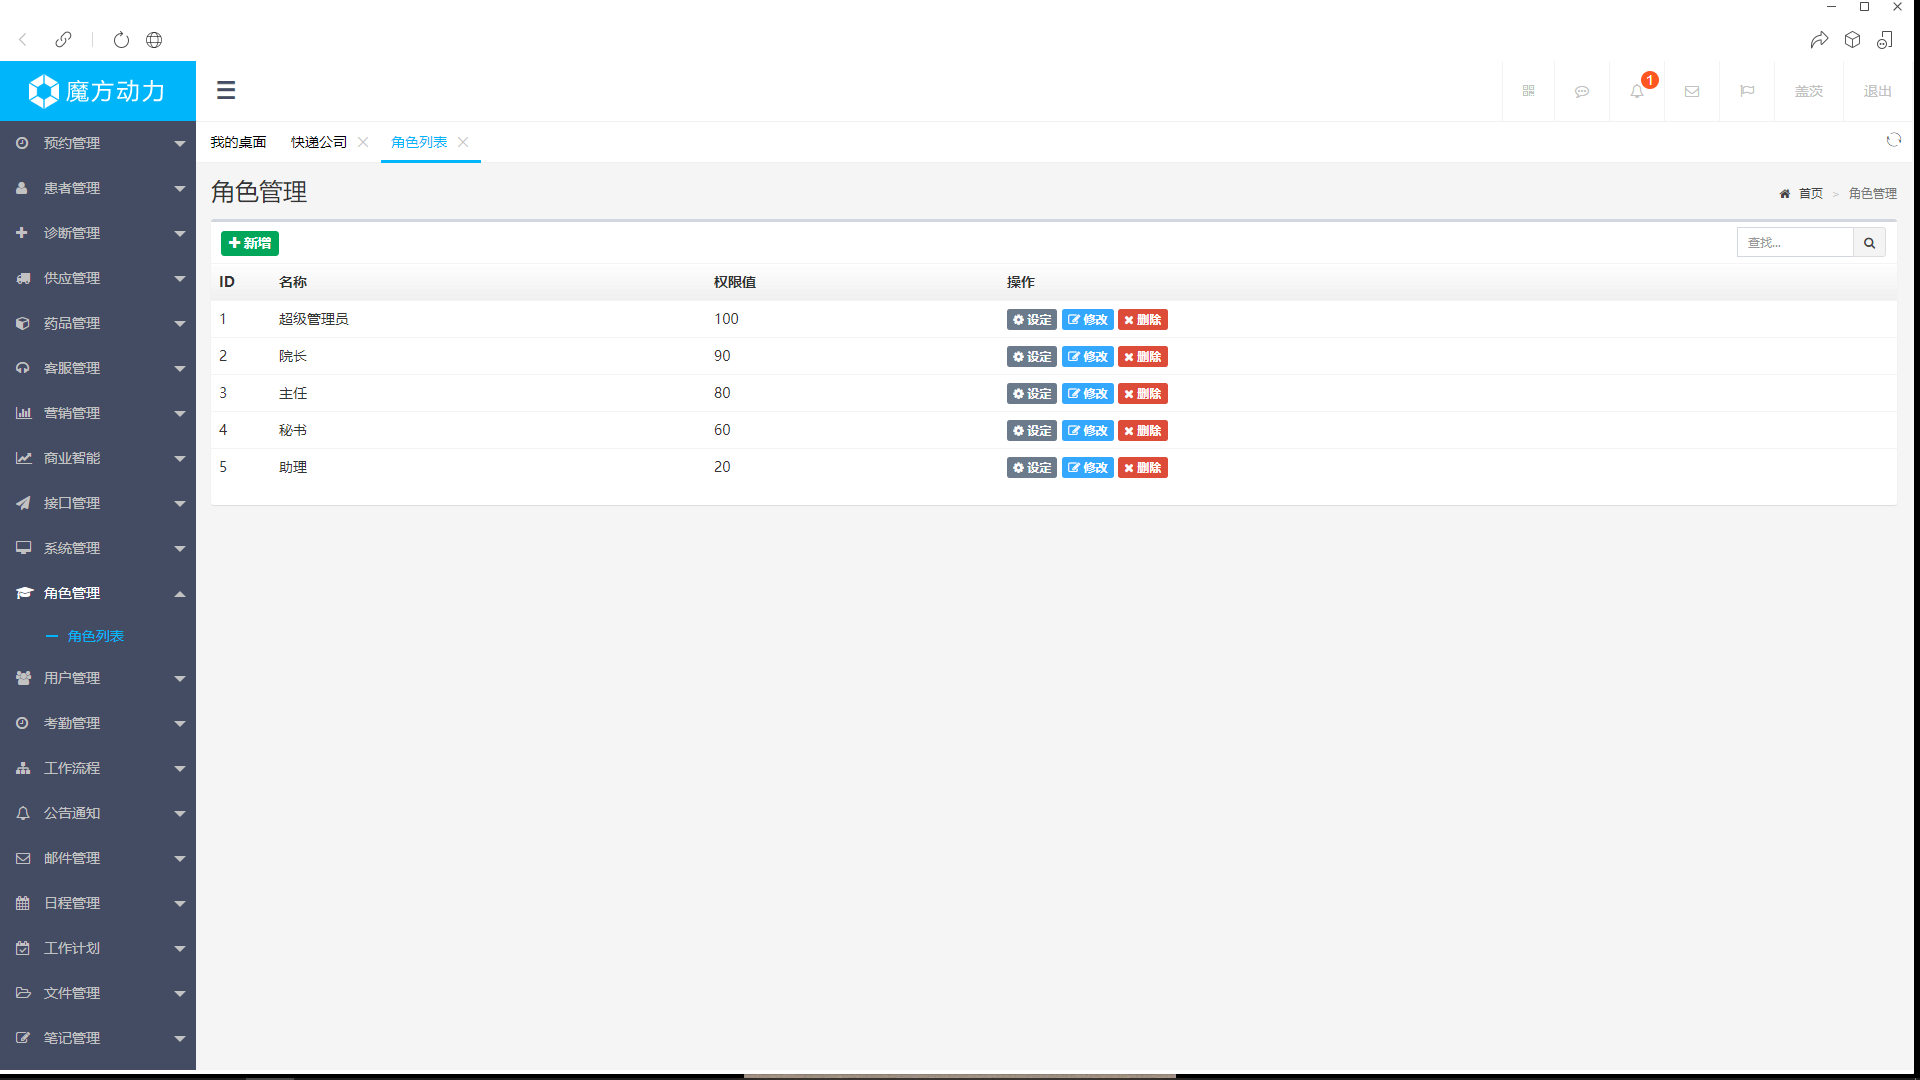 魔方动力
1
盖茨
退出
我的桌面
快递公司
角色列表
角色管理
首页 > 角色管理
新增
查找...
ID 名称 权限值 操作
1 超级管理员 100 设定 修改 删除
2 院长 90 设定 修改 删除
3 主任 80 设定 修改 删除
4 秘书 60 设定 修改 删除
5 助理 20 设定 修改 删除
预约管理
患者管理
诊断管理
供应管理
药品管理
客服管理
营销管理
商业智能
接口管理
系统管理
角色管理
角色列表
用户管理
考勤管理
工作流程
公告通知
邮件管理
日程管理
工作计划
文件管理
笔记管理